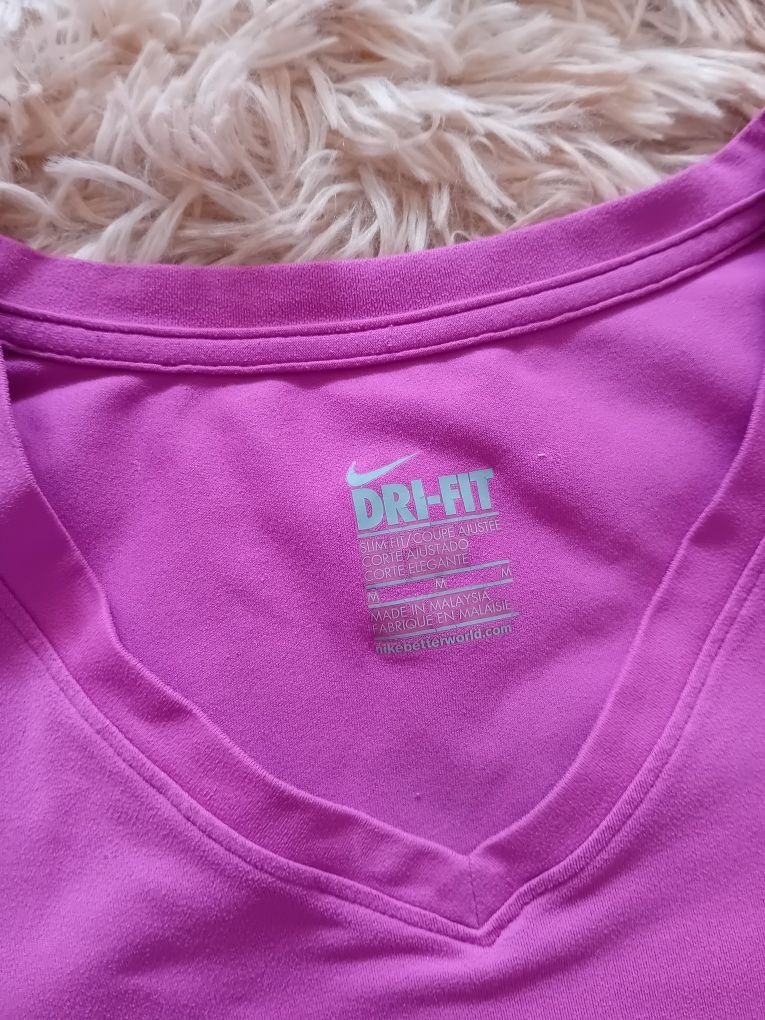 DRI-FIT
SLIM FIT/COUPE AJUSTÉE
CORTE AJUSTADO
CORTE ELEGANTE
M M M
MADE IN MALAYSIA
FABRIQUÉ EN MALAISIE
nikebetterworld.com